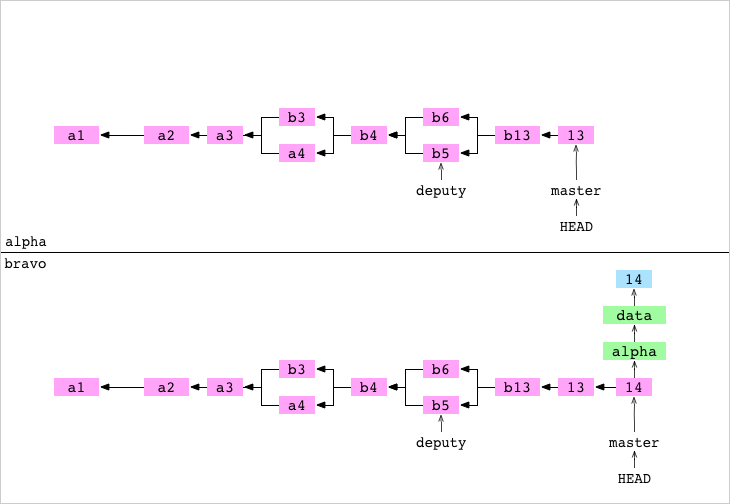 b3 b6
a1 a2 a3 b4 b13 13
a4 b5
deputy master
HEAD
alpha
bravo
14
data
alpha
b3 b6
a1 a2 a3 b4 b13 13 14
a4 b5
deputy master
HEAD